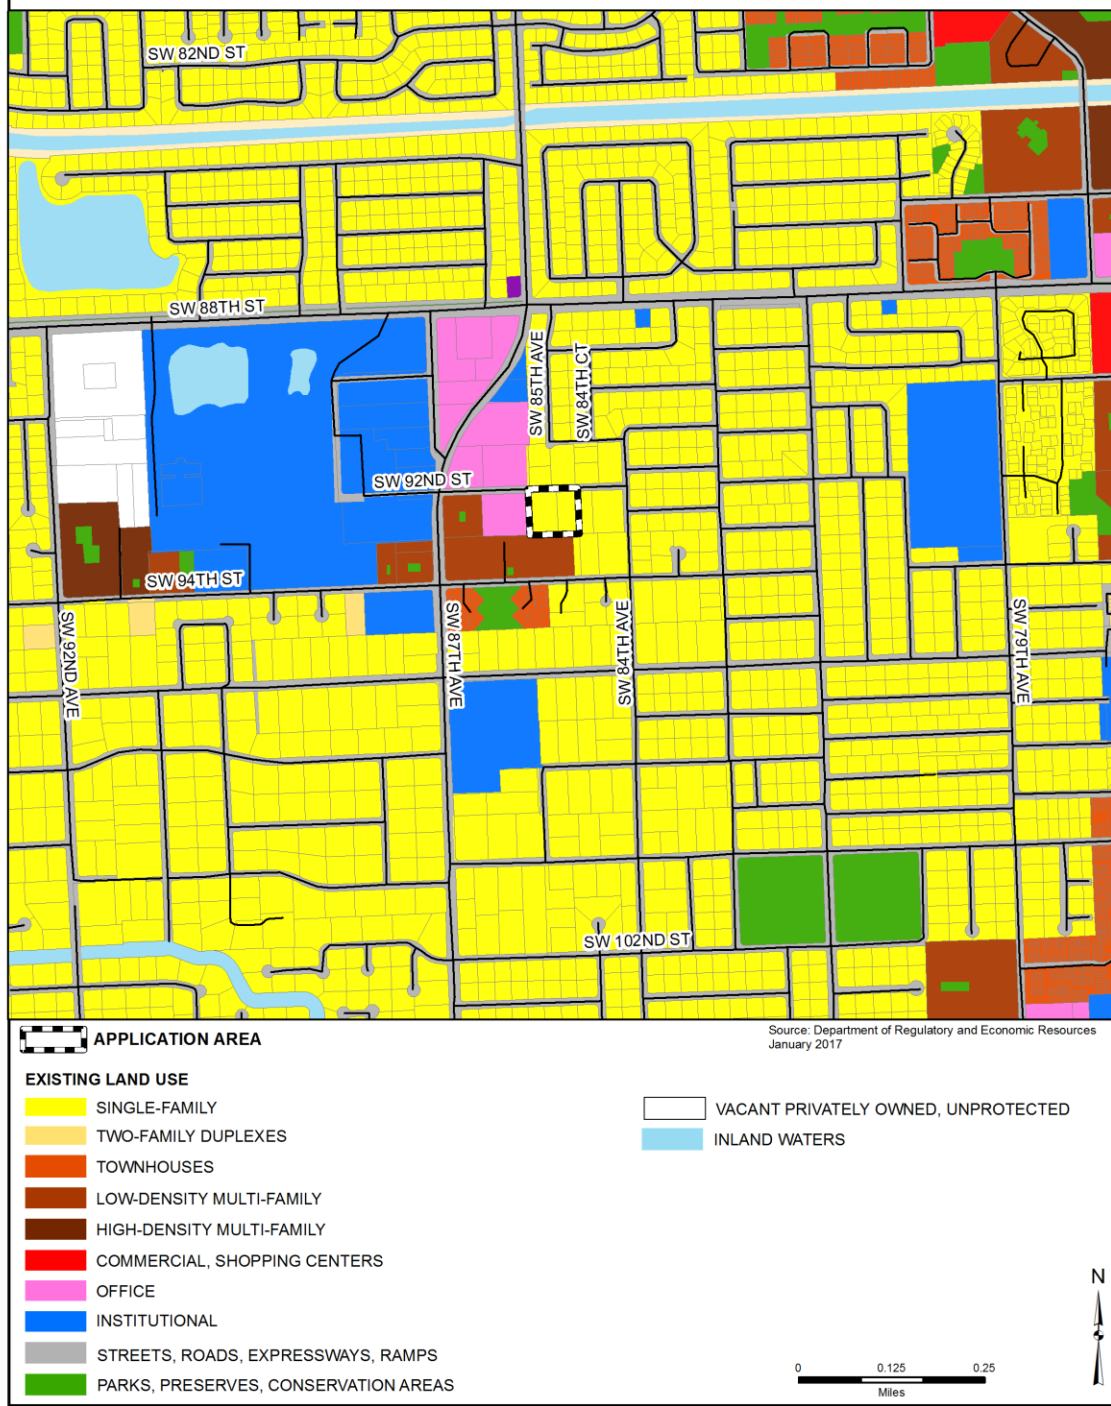 SW 82ND ST
SW 88TH ST
SW 85TH AVE
SW 84TH CT
SW 92ND ST
SW 94TH ST
SW 92ND AVE
SW 87TH AVE
SW 84TH AVE
SW 79TH AVE
SW 102ND ST
APPLICATION AREA
Source: Department of Regulatory and Economic Resources
January 2017
EXISTING LAND USE
SINGLE-FAMILY
TWO-FAMILY DUPLEXES
TOWNHOUSES
LOW-DENSITY MULTI-FAMILY
HIGH-DENSITY MULTI-FAMILY
COMMERCIAL, SHOPPING CENTERS
OFFICE
INSTITUTIONAL
STREETS, ROADS, EXPRESSWAYS, RAMPS
PARKS, PRESERVES, CONSERVATION AREAS
VACANT PRIVATELY OWNED, UNPROTECTED
INLAND WATERS
N
0 0.125 0.25
Miles